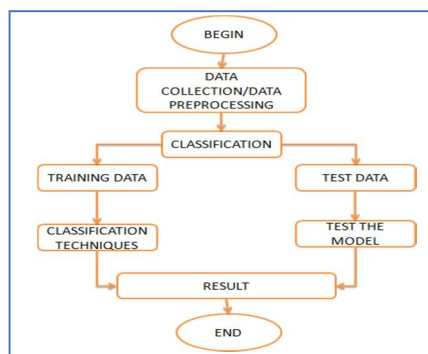 BEGIN
DATA
COLLECTION/DATA
PREPROCESSING
CLASSIFICATION
TRAINING DATA
TEST DATA
CLASSIFICATION
TECHNIQUES
TEST THE
MODEL
RESULT
END